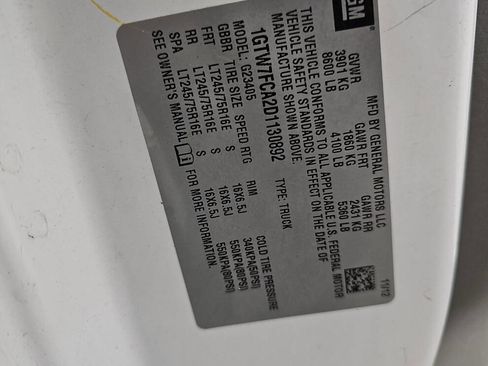 GM
MFD BY GENERAL MOTORS LLC
11/12
GVWR GAWR FRT GAWR RR
3901 KG 1860 KG 2431 KG
8600 LB 4100 LB 5360 LB
THIS VEHICLE CONFORMS TO ALL APPLICABLE U.S. FEDERAL MOTOR
VEHICLE SAFETY STANDARDS IN EFFECT ON THE DATE OF
MANUFACTURE SHOWN ABOVE.
1GTW7FCA2D1130892 TYPE: TRUCK
G23405
GBBR TIRE SIZE SPEED RTG RIM COLD TIRE PRESSURE
FRT LT245/75R16E S 16X6.5J 340KPA(50PSI)
RR LT245/75R16E S 16X6.5J 550KPA(80PSI)
SPA LT245/75R16E S 16X6.5J 550KPA(80PSI)
SEE OWNER'S MANUAL FOR MORE INFORMATION.